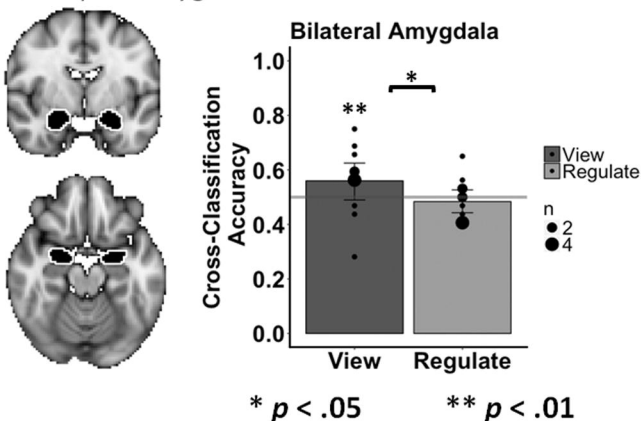 Bilateral Amygdala
Cross-Classification
Accuracy
1.0
0.8
0.6
0.4
0.2
0.0
**
*
View
Regulate
View
Regulate
n
2
4
* p < .05
** p < .01